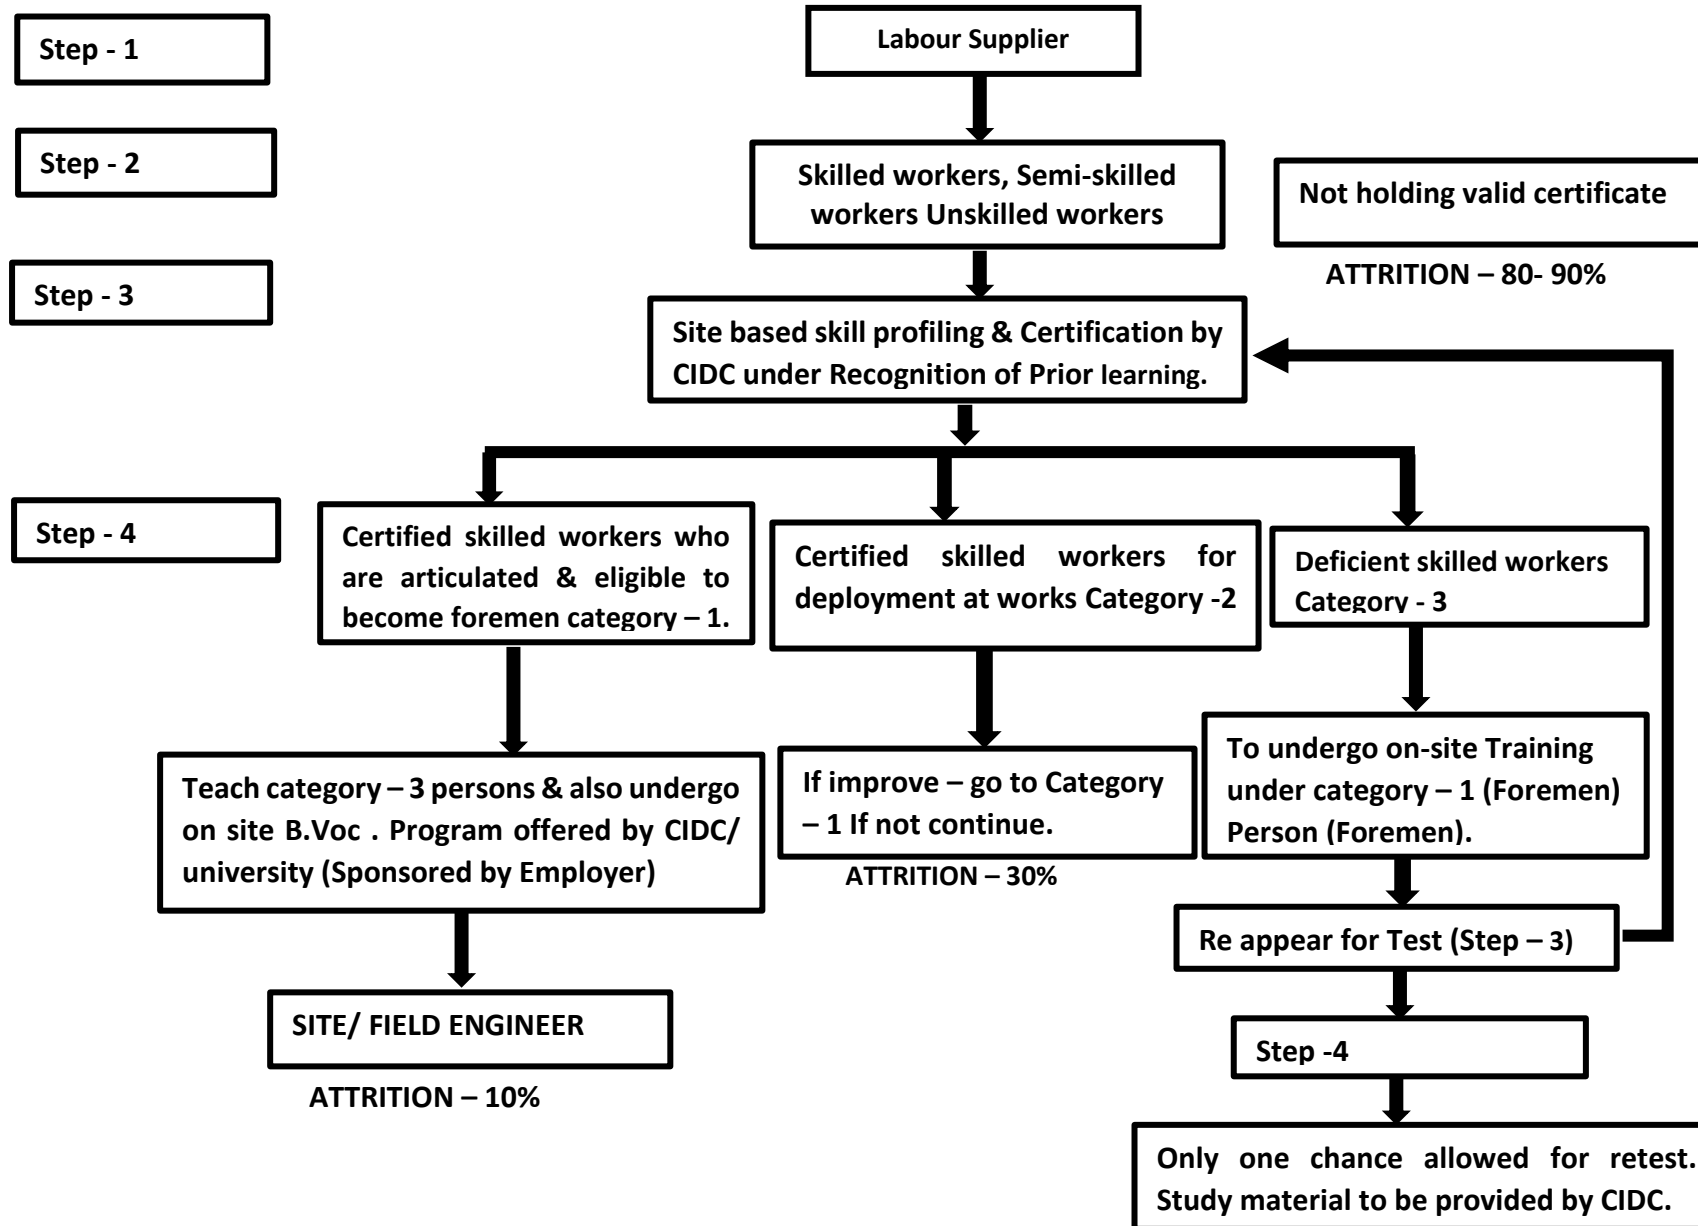 Step - 1
Labour Supplier
Step - 2
Skilled workers, Semi-skilled
workers Unskilled workers
Not holding valid certificate
ATTRITION – 80- 90%
Step - 3
Site based skill profiling & Certification by
CIDC under Recognition of Prior learning.
Step - 4
Certified skilled workers who
are articulated & eligible to
become foremen category – 1.
Certified skilled workers for
deployment at works Category -2
Deficient skilled workers
Category - 3
Teach category – 3 persons & also undergo
on site B.Voc . Program offered by CIDC/
university (Sponsored by Employer)
If improve – go to Category
– 1 If not continue.
ATTRITION – 30%
To undergo on-site Training
under category – 1 (Foremen)
Person (Foremen).
Re appear for Test (Step – 3)
SITE/ FIELD ENGINEER
ATTRITION – 10%
Step -4
Only one chance allowed for retest.
Study material to be provided by CIDC.